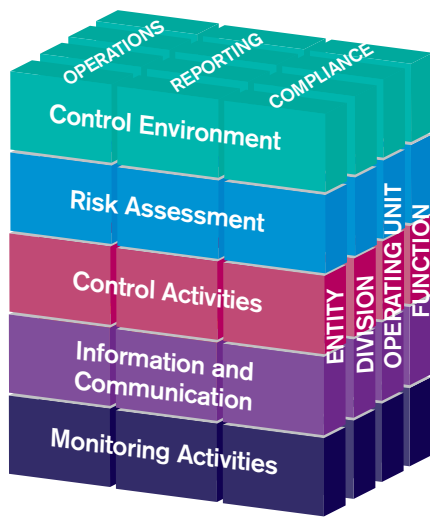 OPERATIONS
REPORTING
COMPLIANCE
Control Environment
Risk Assessment
Control Activities
Information and
Communication
Monitoring Activities
ENTITY
DIVISION
OPERATING UNIT
FUNCTION